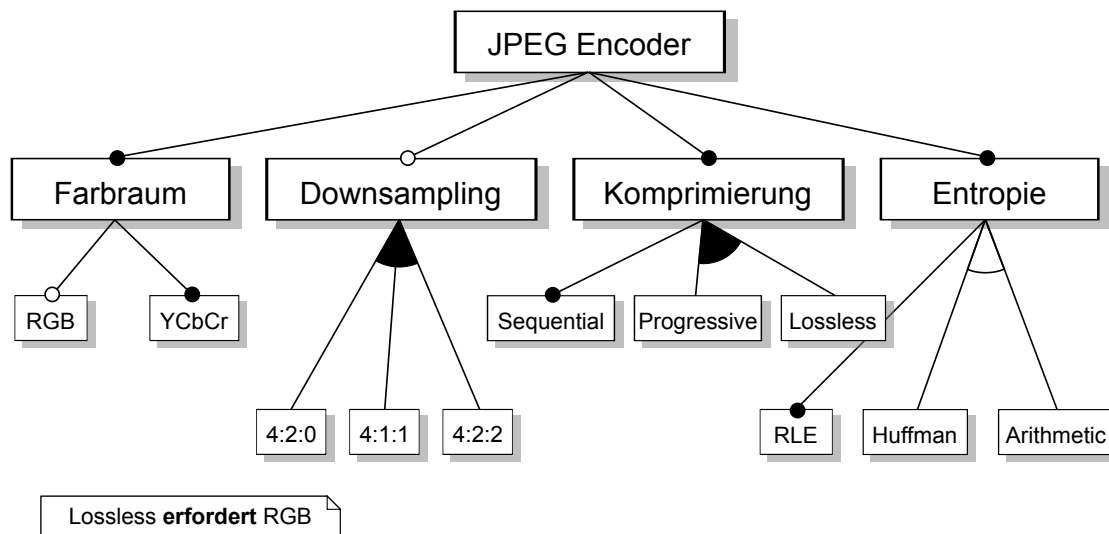 JPEG Encoder
Farbraum
Downsampling
Komprimierung
Entropie
RGB
YCbCr
Sequential
Progressive
Lossless
4:2:0
4:1:1
4:2:2
RLE
Huffman
Arithmetic
Lossless erfordert RGB